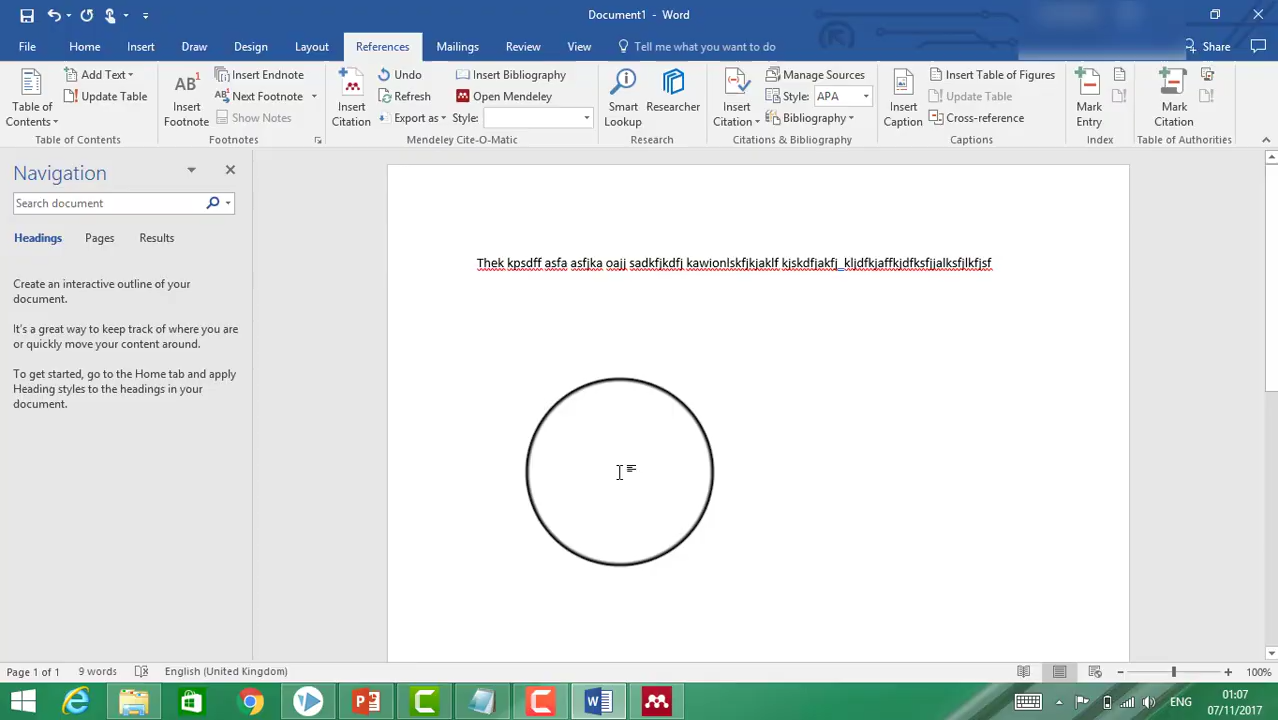 Document1 - Word
File Home Insert Draw Design Layout References Mailings Review View Tell me what you want to do Share
Table of Contents
Add Text
Update Table
Table of Contents
AB1
Insert Footnote
Insert Endnote
Next Footnote
Show Notes
Footnotes
Insert Citation
Undo
Refresh
Export as
Insert Bibliography
Open Mendeley
Style:
Mendeley Cite-O-Matic
Smart Lookup
Researcher
Research
Insert Citation
Manage Sources
Style: APA
Bibliography
Citations & Bibliography
Insert Caption
Insert Table of Figures
Update Table
Cross-reference
Captions
Mark Entry
Index
Mark Citation
Table of Authorities
Navigation
Search document
Headings Pages Results
Create an interactive outline of your
document.
It's a great way to keep track of where you are
or quickly move your content around.
To get started, go to the Home tab and apply
Heading styles to the headings in your
document.
Thek kpsdff asfa asfjka oajj sadkfjkdfj kawionlskfjkjaklf kjskdfjakfj kljdfkjaffkjdfksfjjalksfjlkfjsf
Page 1 of 1 9 words English (United Kingdom) 100%
ENG
01:07
07/11/2017